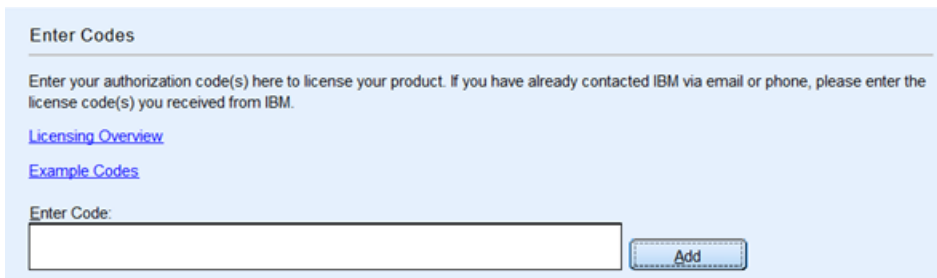 Enter Codes
Enter your authorization code(s) here to license your product. If you have already contacted IBM via email or phone, please enter the
license code(s) you received from IBM.
Licensing Overview
Example Codes
Enter Code:
Add